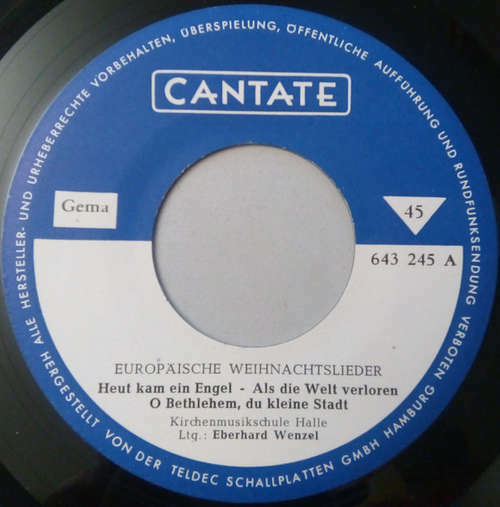 ALLE HERSTELLER- UND URHEBERRECHTE VORBEHALTEN, ÜBERSPIELUNG, ÖFFENTLICHE AUFFÜHRUNG UND RUNDFUNKSENDUNG VERBOTEN
CANTATE
Gema
45
643 245 A
EUROPÄISCHE WEIHNACHTSLIEDER
Heut kam ein Engel - Als die Welt verloren
O Bethlehem, du kleine Stadt
Kirchenmusikschule Halle
Ltg.: Eberhard Wenzel
HERGESTELLT VON DER TELDEC SCHALLPLATTEN GMBH HAMBURG